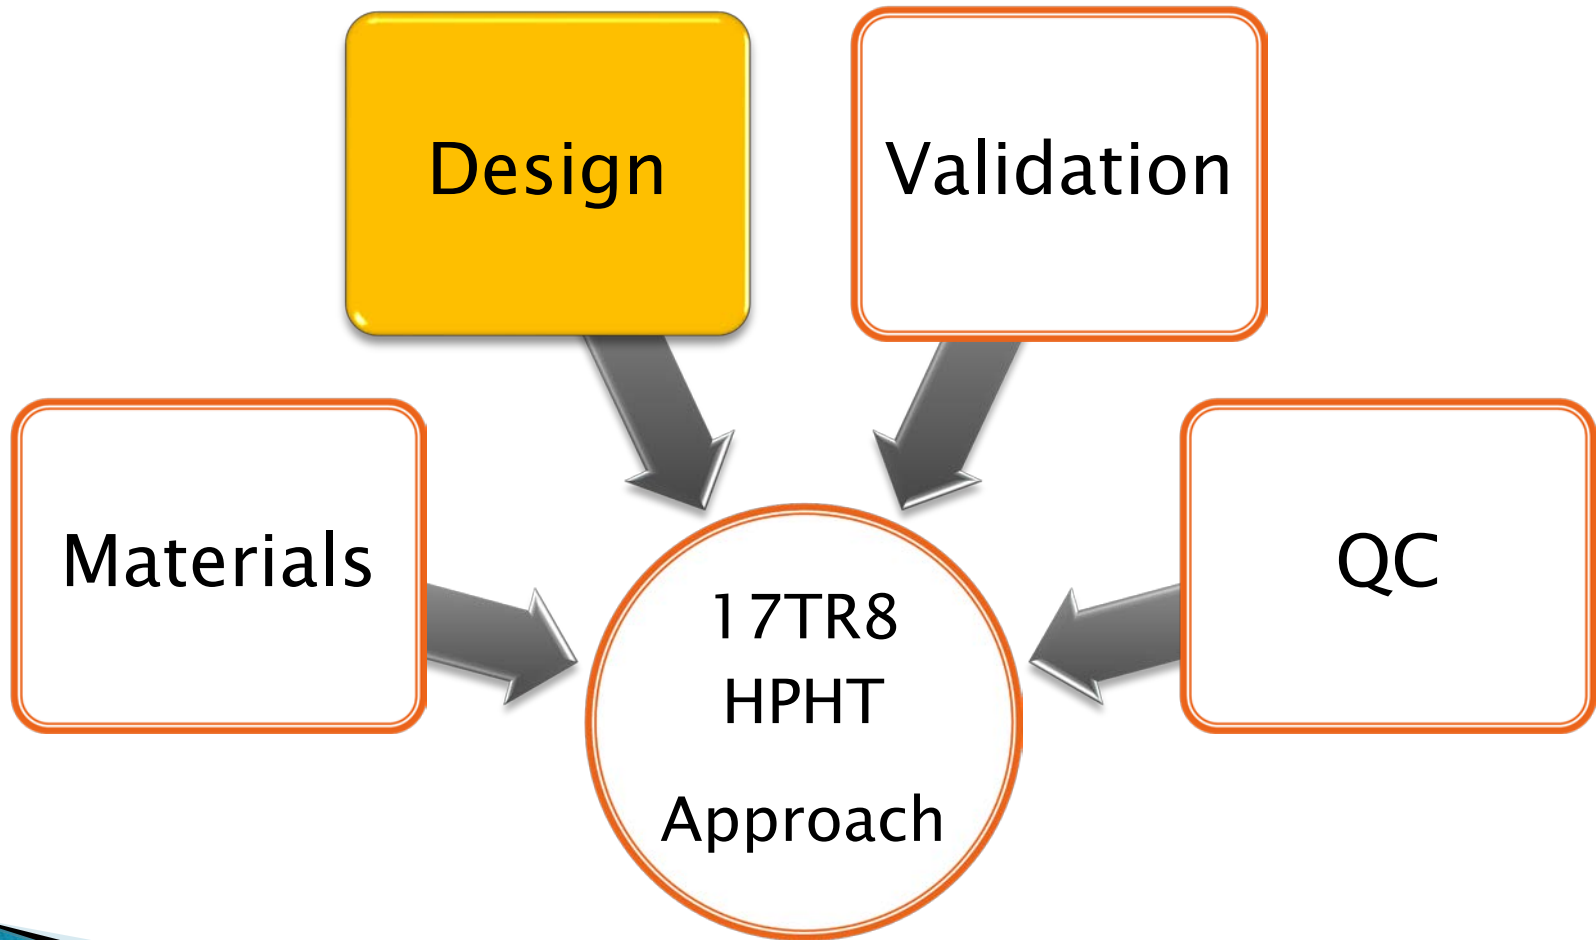 Design
Validation
Materials
QC
17TR8
HPHT
Approach